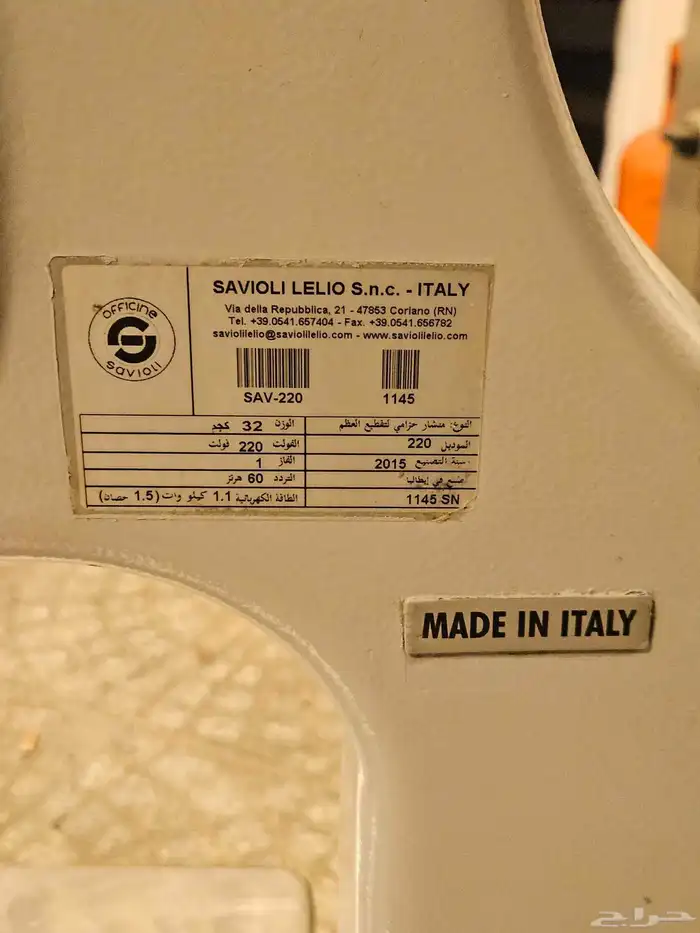 OFFICINE
SAVIOLI
SAVIOLI LELIO S.n.c. - ITALY
Via della Repubblica, 21 - 47853 Coriano (RN)
Tel. +39.0541.657404 - Fax. +39.0541.656782
saviolilelio@saviolilelio.com - www.saviolilelio.com
SAV-220 1145
النوع: منشار حزامي لتقطيع العظم الوزن 32 كجم
الموديل 220 الفولت 220 فولت
سنة التصنيع 2015 الفاز 1
صنع في إيطاليا التردد 60 هرتز
1145 SN الطاقة الكهربائية 1.1 كيلو وات (1.5 حصان)
MADE IN ITALY
حراج